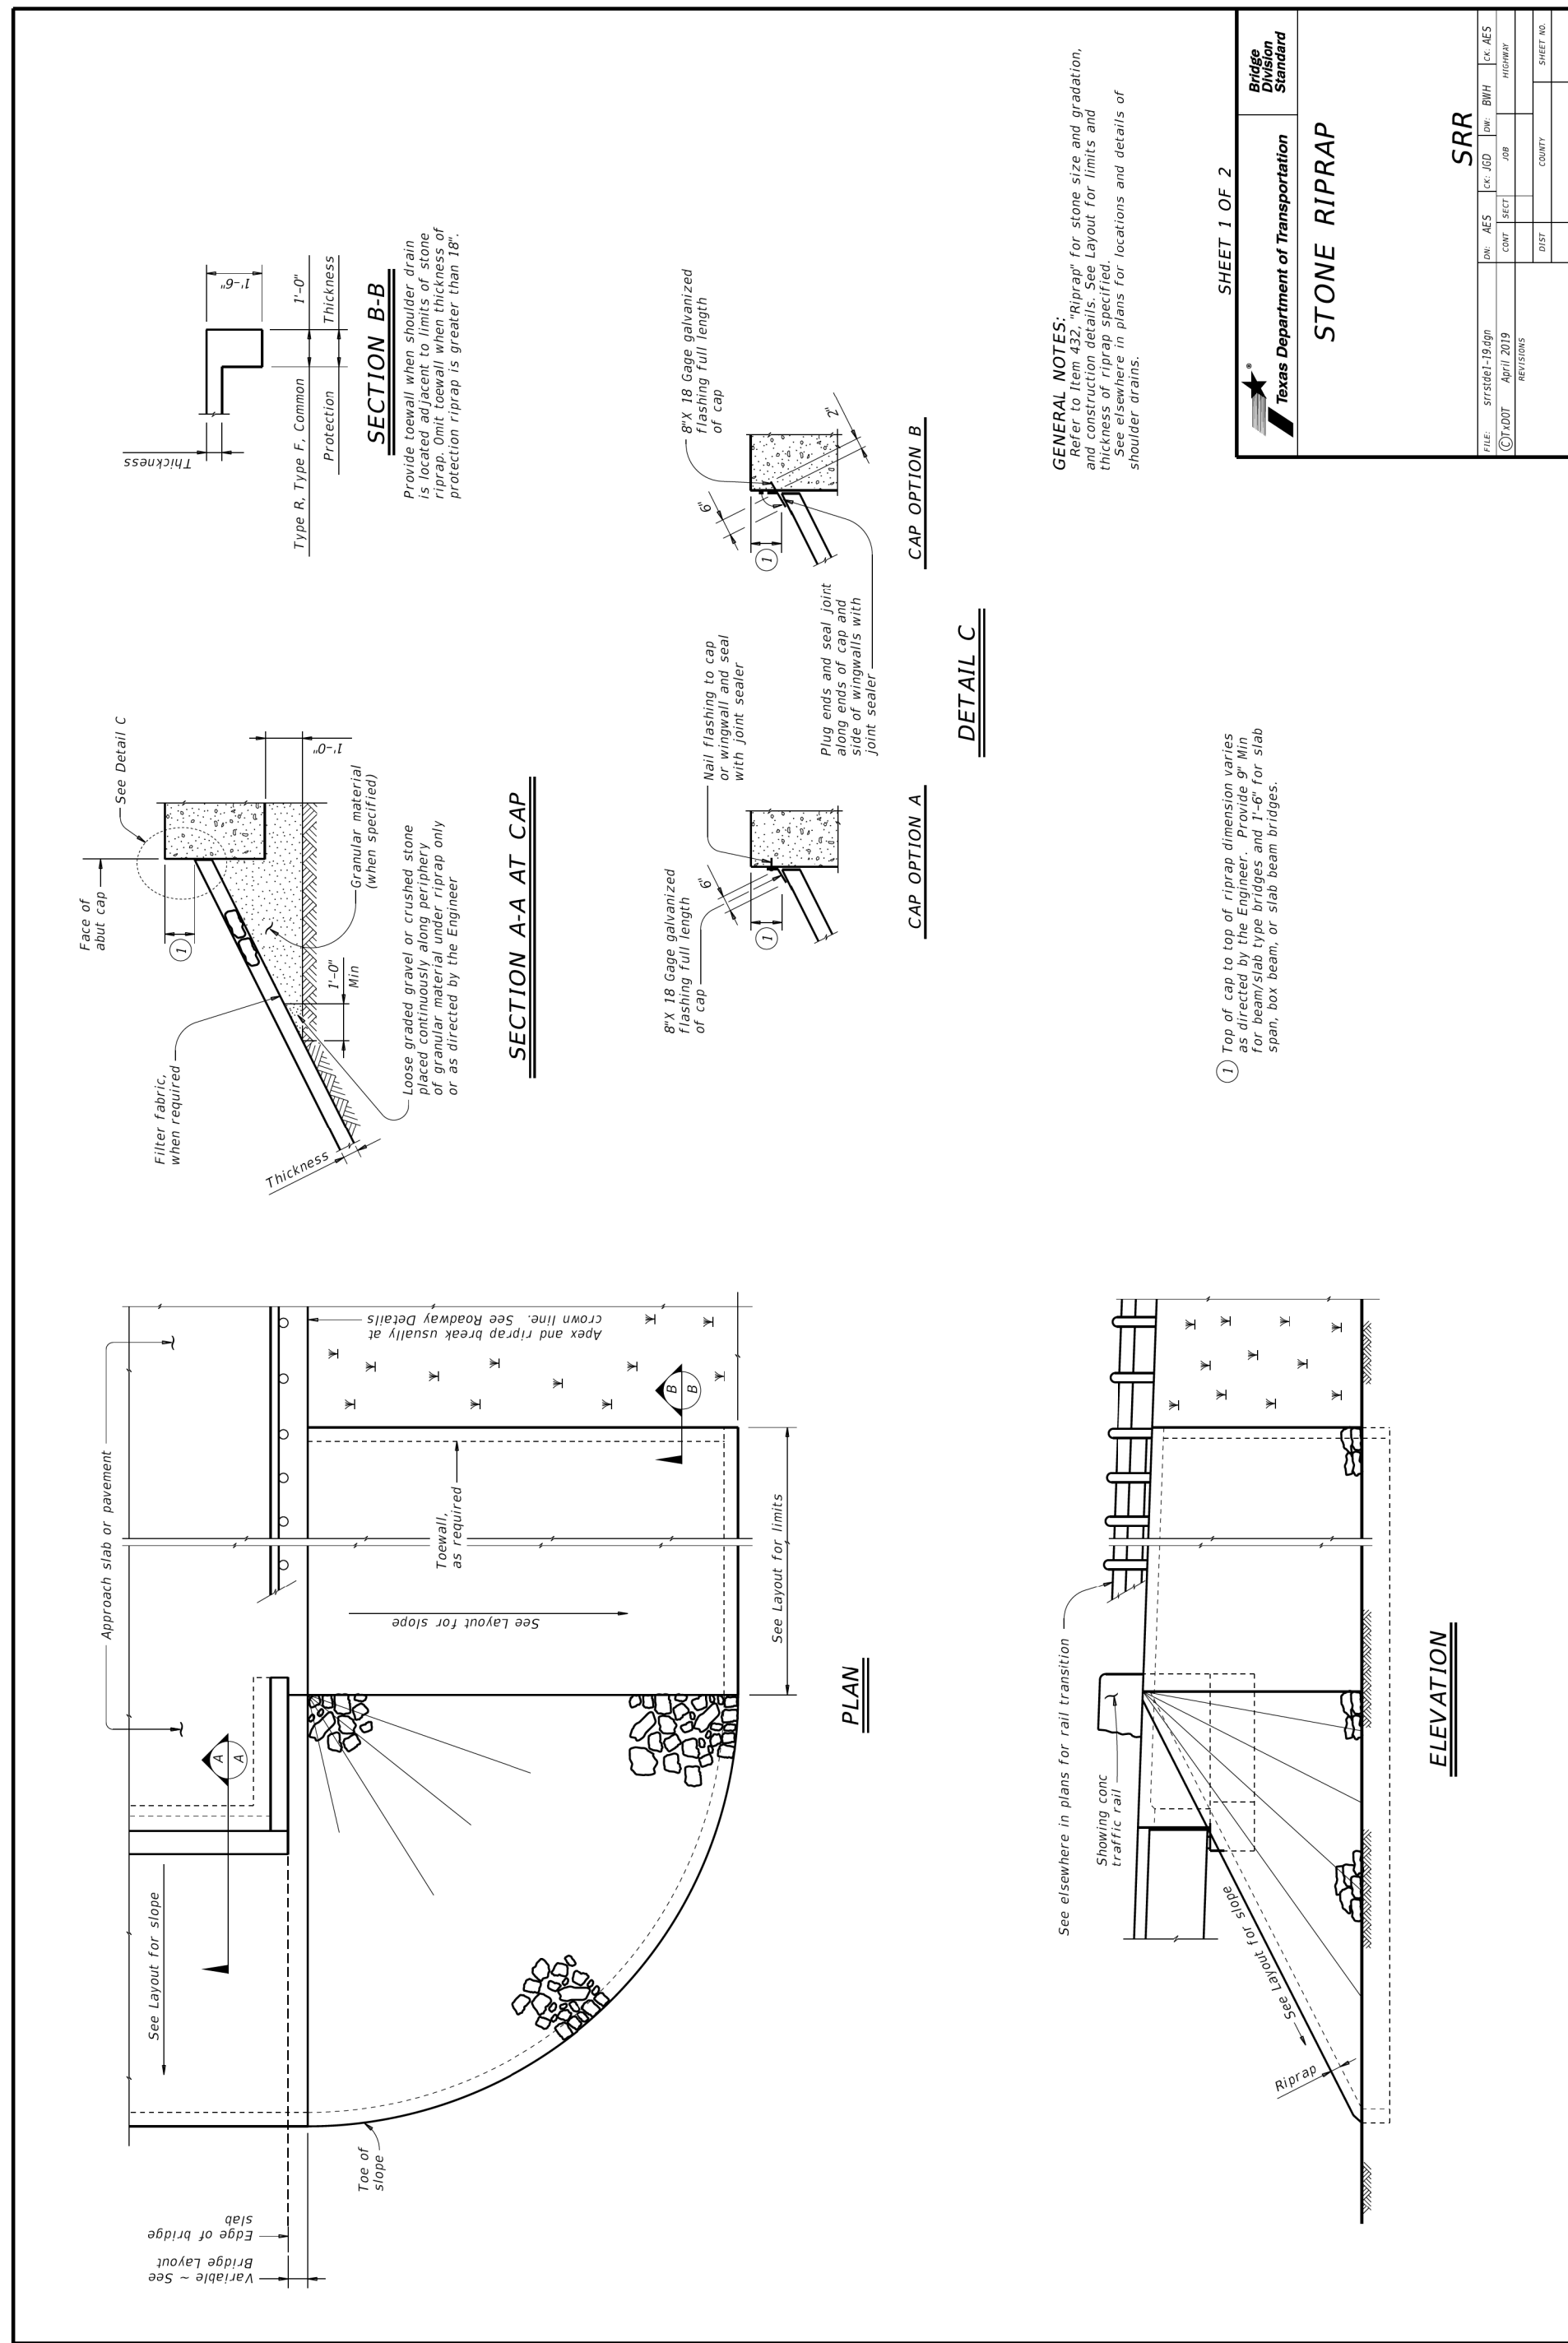 Approach slab or pavement
See Layout for slope
Variable ~ See
Bridge Layout
Edge of bridge
slab
Toe of
slope
A
A
See Layout for slope
Toewall,
as required
Apex and riprap break usually at
crown line. See Roadway Details
B
B
See Layout for limits
PLAN
See elsewhere in plans for rail transition
Showing conc
traffic rail
See Layout for slope
Riprap
ELEVATION
Face of
abut cap
See Detail C
1
Filter fabric,
when required
Thickness
1'-0"
Min
1'-0"
Granular material
(when specified)
Loose graded gravel or crushed stone
placed continuously along periphery
of granular material under riprap only
or as directed by the Engineer
SECTION A-A AT CAP
Thickness
1'-6"
Type R, Type F, Common
1'-0"
Protection
Thickness
SECTION B-B
Provide toewall when shoulder drain
is located adjacent to limits of stone
riprap. Omit toewall when thickness of
protection riprap is greater than 18".
8"X 18 Gage galvanized
flashing full length
of cap
6"
1
Nail flashing to cap
or wingwall and seal
with joint sealer
CAP OPTION A
8"X 18 Gage galvanized
flashing full length
of cap
6"
2"
1
Plug ends and seal joint
along ends of cap and
side of wingwalls with
joint sealer
CAP OPTION B
DETAIL C
1 Top of cap to top of riprap dimension varies
as directed by the Engineer. Provide 9" Min
for beam/slab type bridges and 1'-6" for slab
span, box beam, or slab beam bridges.
GENERAL NOTES:
Refer to Item 432, "Riprap" for stone size and gradation,
and construction details. See Layout for limits and
thickness of riprap specified.
See elsewhere in plans for locations and details of
shoulder drains.
SHEET 1 OF 2
Texas Department of Transportation
Bridge
Division
Standard
STONE RIPRAP
SRR
FILE: srrstde1-19.dgn DN: AES CK: JGD DW: BWH CK: AES
©TxDOT April 2019 CONT SECT JOB HIGHWAY
REVISIONS
DIST COUNTY SHEET NO.